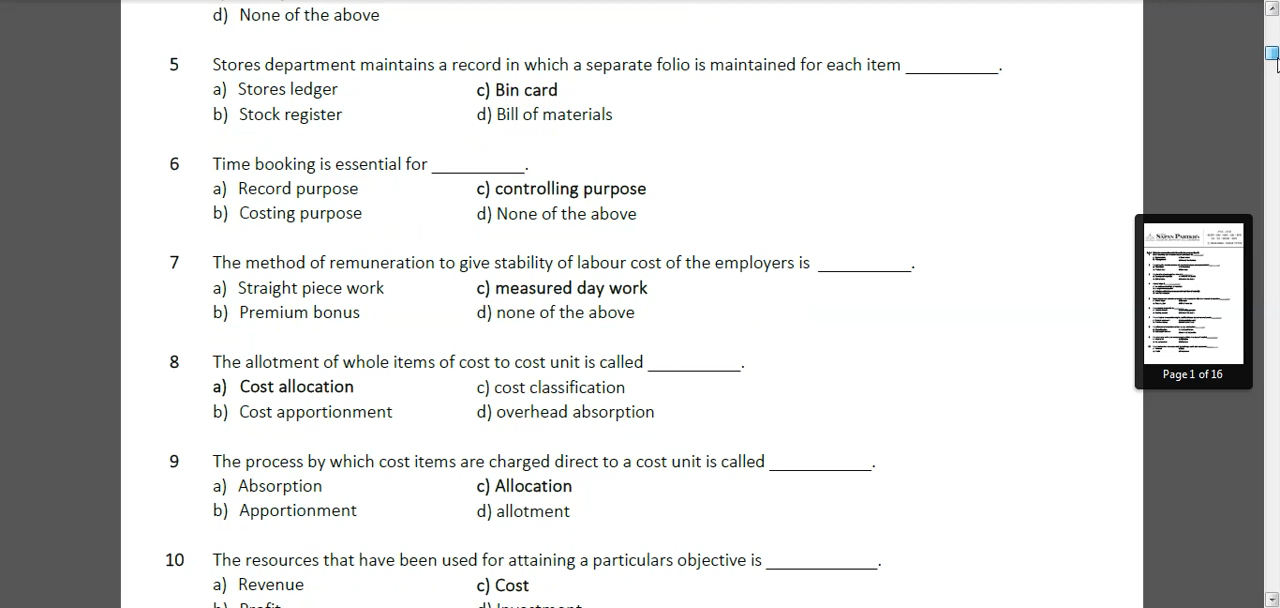 d) None of the above
5 Stores department maintains a record in which a separate folio is maintained for each item __________.
a) Stores ledger c) Bin card
b) Stock register d) Bill of materials
6 Time booking is essential for __________.
a) Record purpose c) controlling purpose
b) Costing purpose d) None of the above
7 The method of remuneration to give stability of labour cost of the employers is __________.
a) Straight piece work c) measured day work
b) Premium bonus d) none of the above
8 The allotment of whole items of cost to cost unit is called __________.
a) Cost allocation c) cost classification
b) Cost apportionment d) overhead absorption
9 The process by which cost items are charged direct to a cost unit is called ___________.
a) Absorption c) Allocation
b) Apportionment d) allotment
10 The resources that have been used for attaining a particulars objective is ____________.
a) Revenue c) Cost
b) Profit d) Investment
Page 1 of 16